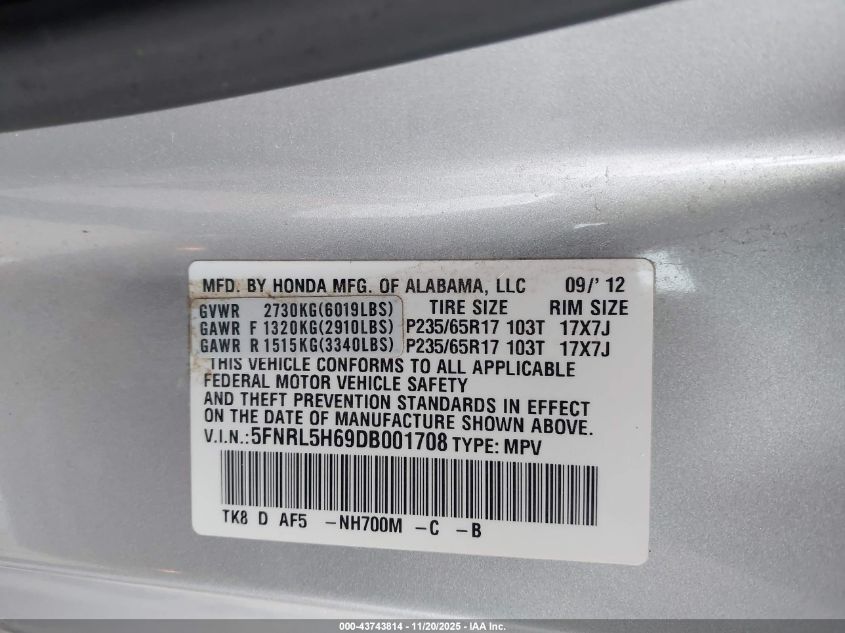 MFD. BY HONDA MFG. OF ALABAMA, LLC 09/' 12
GVWR 2730KG(6019LBS) TIRE SIZE RIM SIZE
GAWR F 1320KG(2910LBS) P235/65R17 103T 17X7J
GAWR R 1515KG(3340LBS) P235/65R17 103T 17X7J
THIS VEHICLE CONFORMS TO ALL APPLICABLE
FEDERAL MOTOR VEHICLE SAFETY
AND THEFT PREVENTION STANDARDS IN EFFECT
ON THE DATE OF MANUFACTURE SHOWN ABOVE.
V.I.N.:5FNRL5H69DB001708 TYPE: MPV
TK8 D AF5 -NH700M -C -B
000-43743814 - 11/20/2025 - IAA Inc.